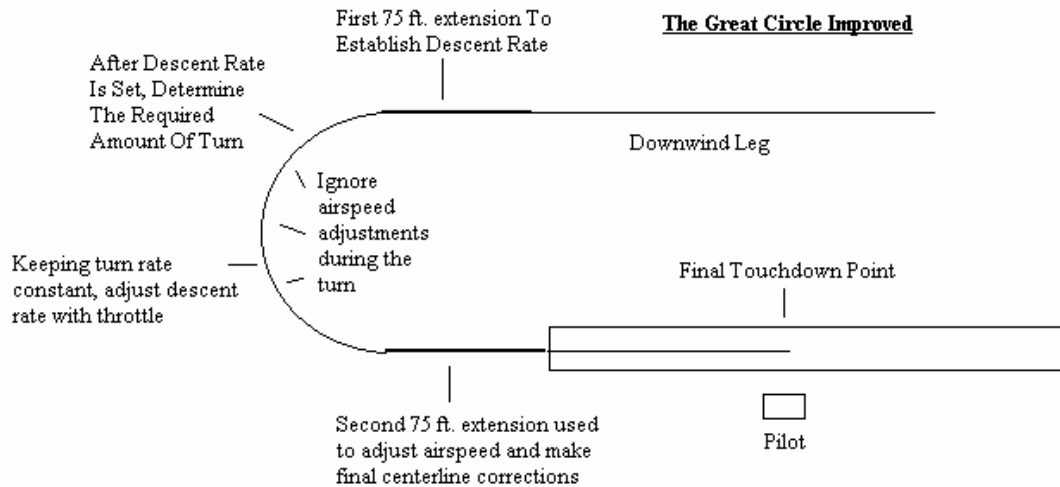 First 75 ft. extension To
Establish Descent Rate
The Great Circle Improved
After Descent Rate
Is Set, Determine
The Required
Amount Of Turn
Downwind Leg
Ignore
airspeed
adjustments
during the
turn
Keeping turn rate
constant, adjust descent
rate with throttle
Final Touchdown Point
Second 75 ft. extension used
to adjust airspeed and make
final centerline corrections
Pilot